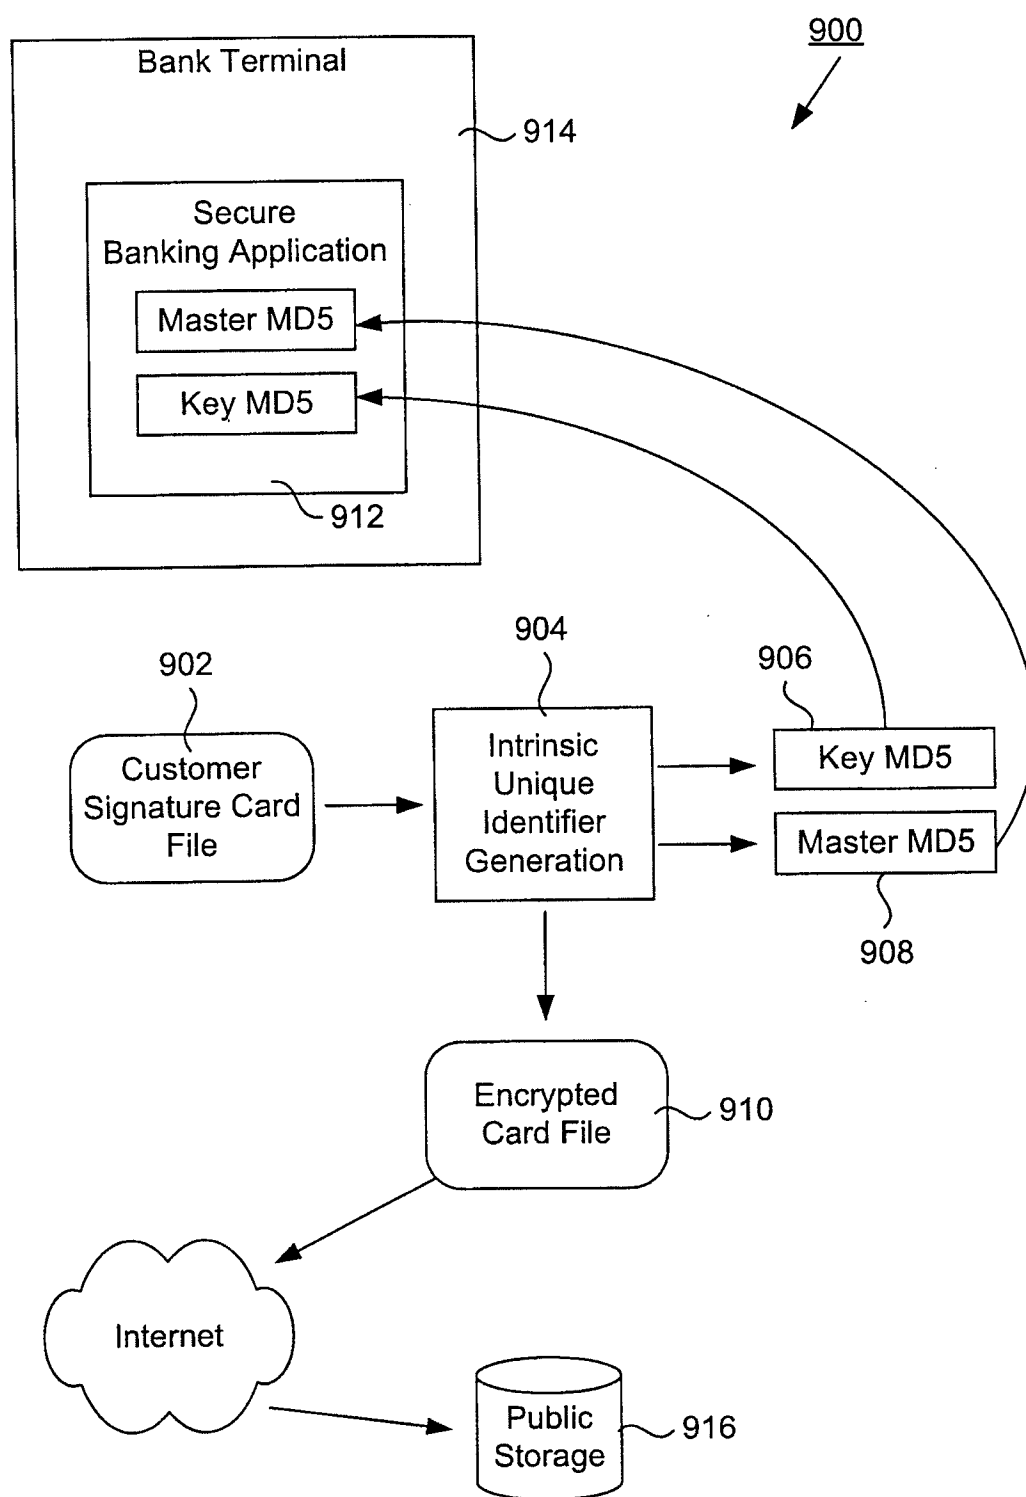 900
Bank Terminal
914
Secure
Banking Application
Master MD5
Key MD5
912
904
902
906
Customer
Signature Card
File
Intrinsic
Unique
Identifier
Generation
Key MD5
Master MD5
908
Encrypted
Card File
910
Internet
Public
Storage
916